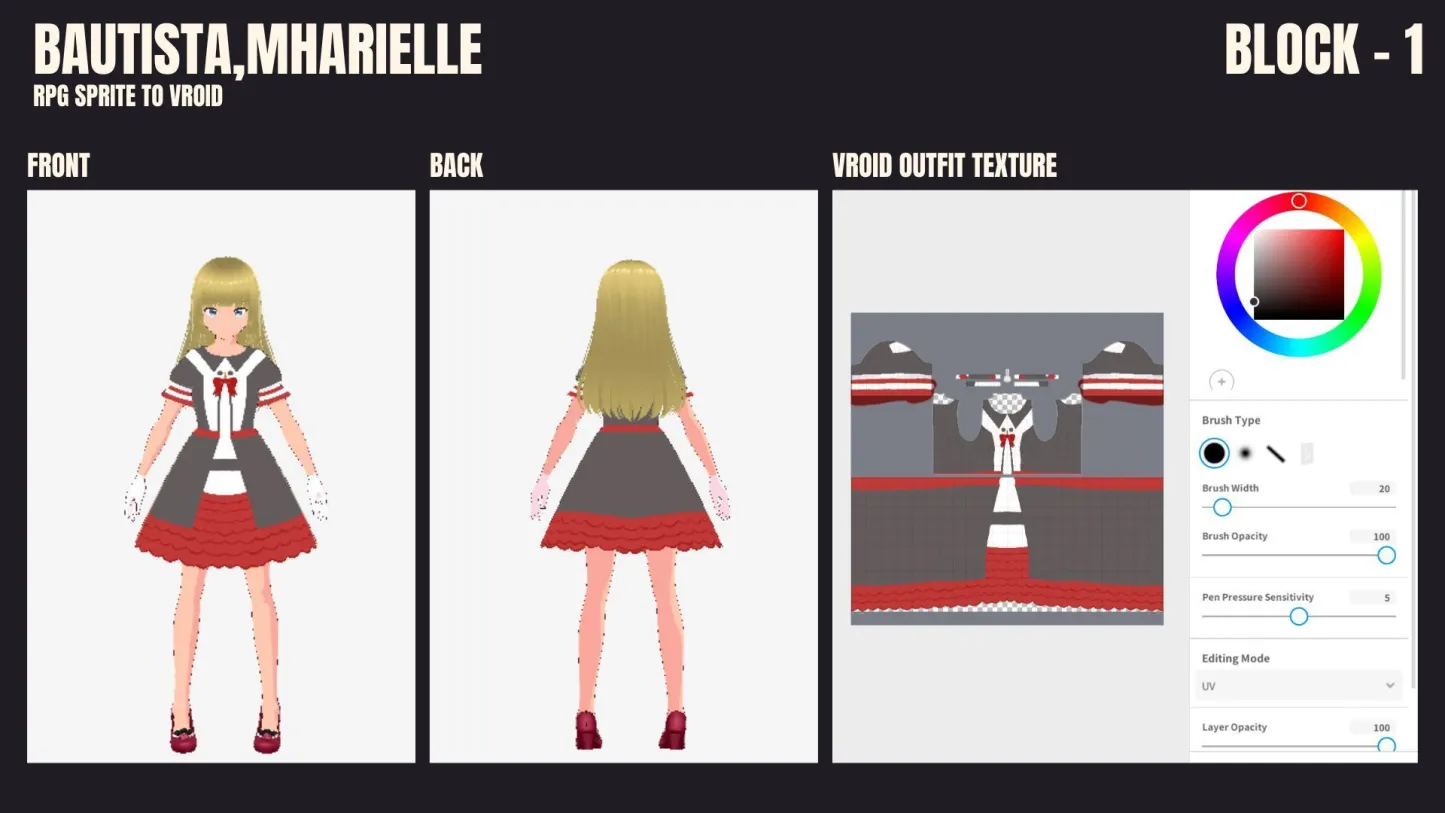 BAUTISTA,MHARIELLE
BLOCK - 1
RPG SPRITE TO VROID
FRONT
BACK
VROID OUTFIT TEXTURE
+
Brush Type
Brush Width 20
Brush Opacity 100
Pen Pressure Sensitivity 5
Editing Mode
UV
Layer Opacity 100